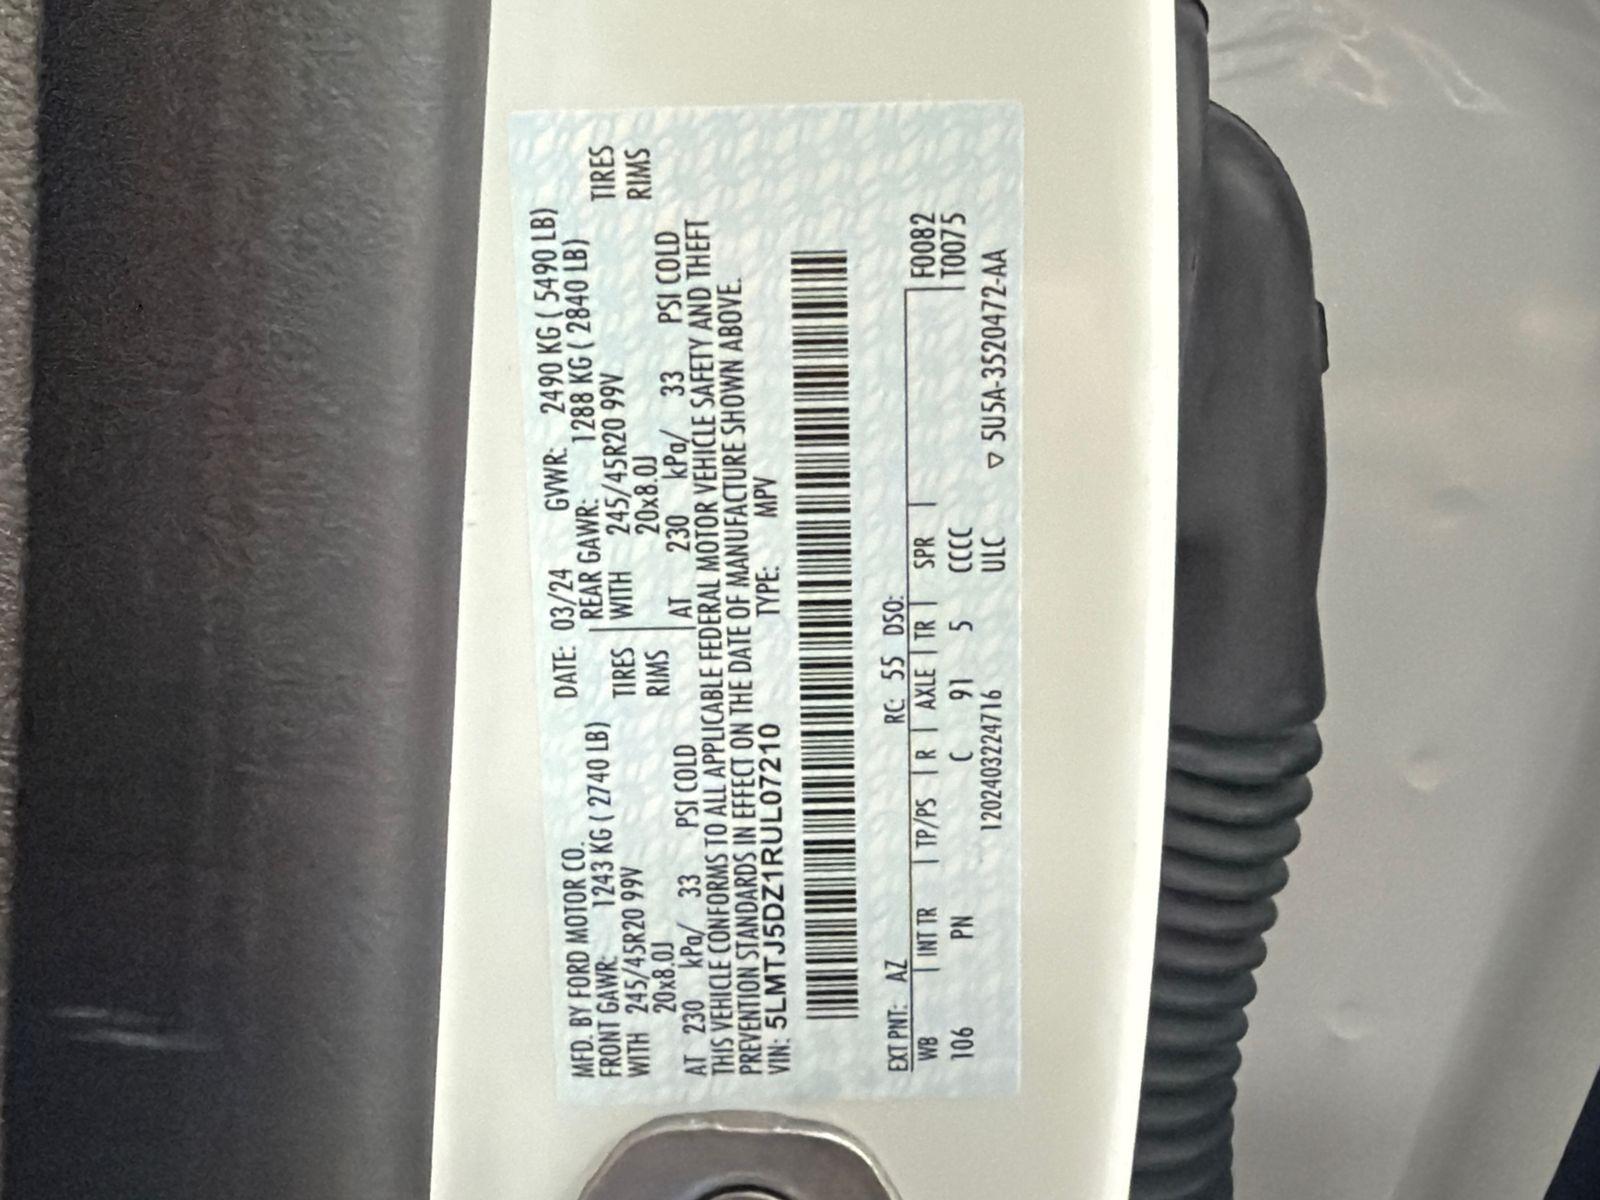 MFD. BY FORD MOTOR CO. DATE: 03/24 GVWR: 2490 KG ( 5490 LB)
FRONT GAWR: 1243 KG ( 2740 LB) REAR GAWR: 1288 KG ( 2840 LB)
WITH 245/45R20 99V TIRES WITH 245/45R20 99V TIRES
20x8.0J RIMS 20x8.0J RIMS
AT 230 kPa/ 33 PSI COLD AT 230 kPa/ 33 PSI COLD
THIS VEHICLE CONFORMS TO ALL APPLICABLE FEDERAL MOTOR VEHICLE SAFETY AND THEFT
PREVENTION STANDARDS IN EFFECT ON THE DATE OF MANUFACTURE SHOWN ABOVE.
VIN: 5LMTJ5DZ1RUL07210 TYPE: MPV
EXT PNT: AZ RC: 55 DSO: F0082
WB INT TR TP/PS R AXLE TR SPR T0075
106 PN C 91 5 CCCC
1202403224716 ULC ▽ 5U5A-3520472-AA